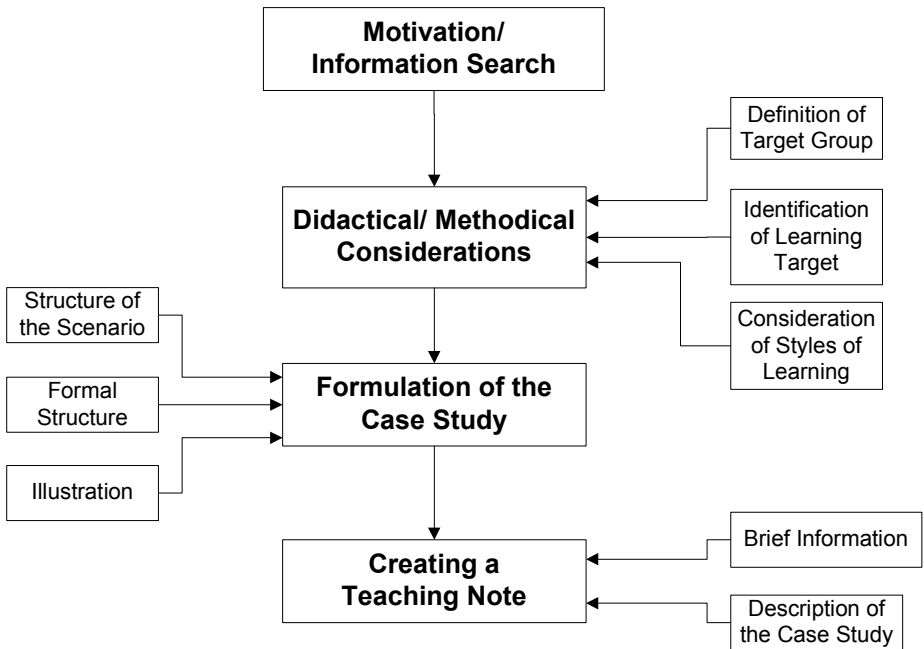 Motivation/
Information Search
Definition of
Target Group
Didactical/ Methodical
Considerations
Identification
of Learning
Target
Consideration
of Styles of
Learning
Structure of
the Scenario
Formal
Structure
Illustration
Formulation of the
Case Study
Creating a
Teaching Note
Brief Information
Description of
the Case Study